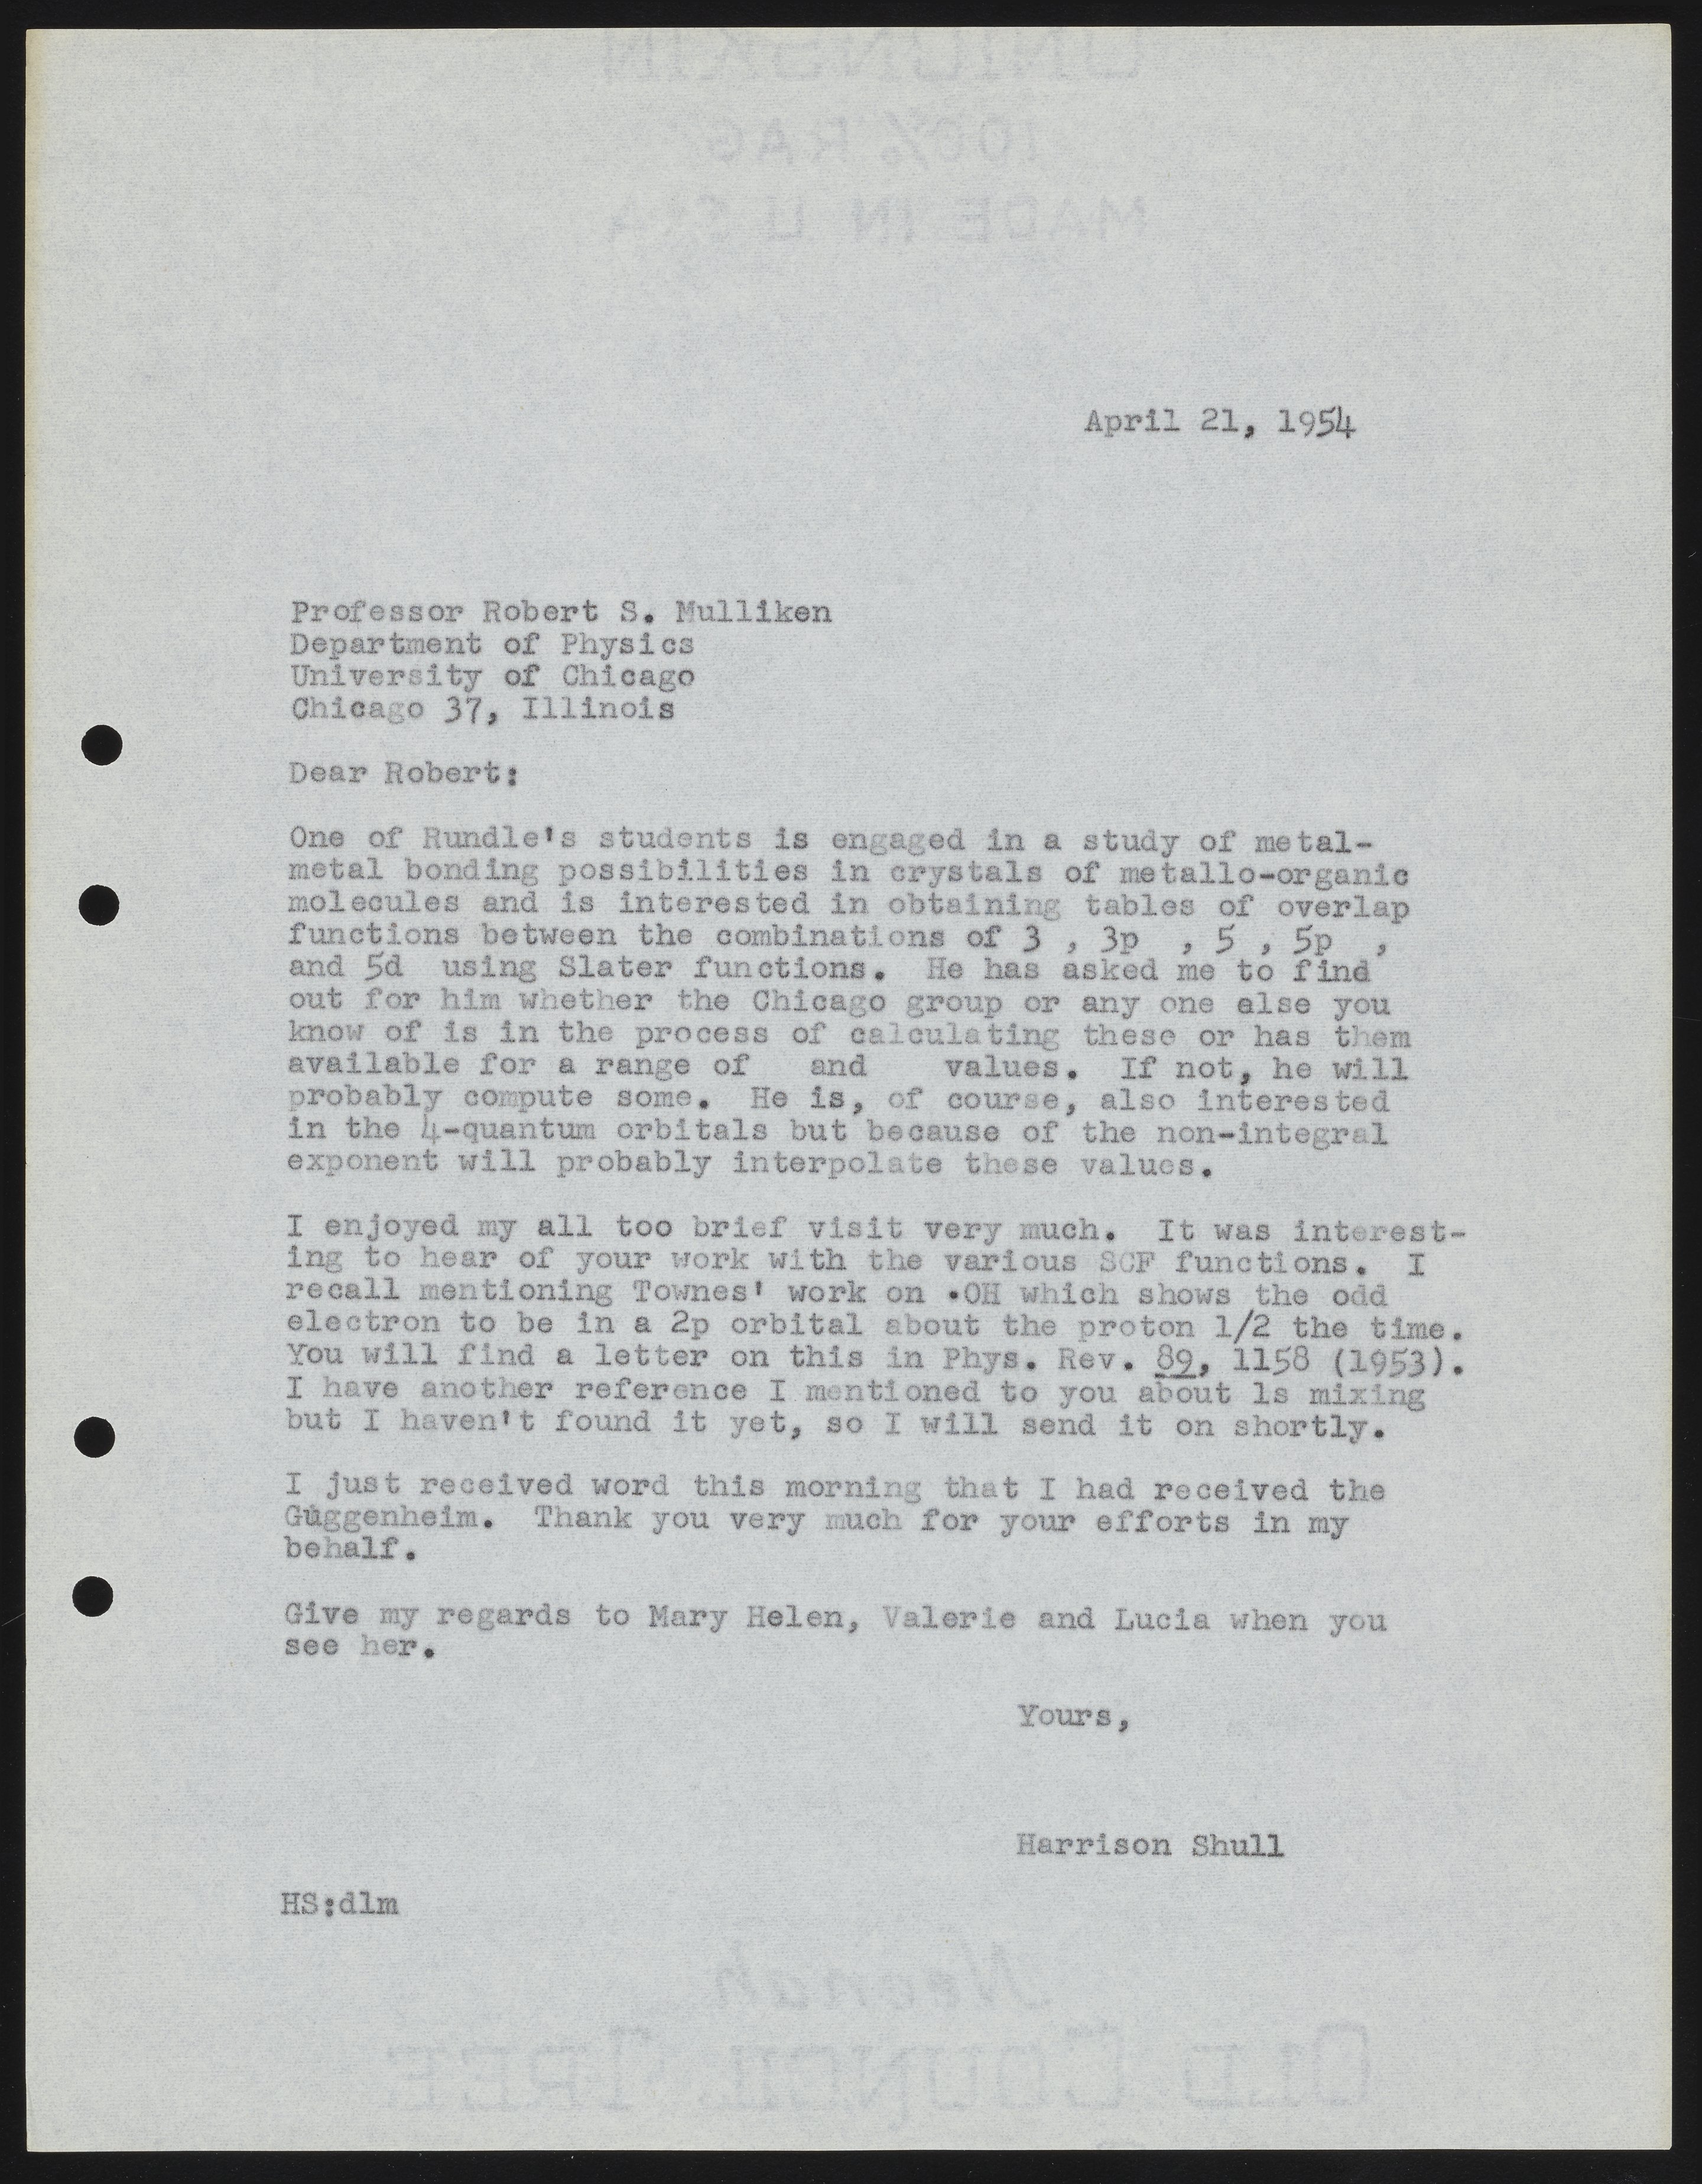 UNIONSKIN
100% RAG
MADE IN U S A
April 21, 1954
Professor Robert S. Mulliken
Department of Physics
University of Chicago
Chicago 37, Illinois
Dear Robert:
One of Rundle's students is engaged in a study of metal-
metal bonding possibilities in crystals of metallo-organic
molecules and is interested in obtaining tables of overlap
functions between the combinations of 3 , 3p , 5 , 5p ,
and 5d using Slater functions. He has asked me to find
out for him whether the Chicago group or any one else you
know of is in the process of calculating these or has them
available for a range of and values. If not, he will
probably compute some. He is, of course, also interested
in the 4-quantum orbitals but because of the non-integral
exponent will probably interpolate these values.
I enjoyed my all too brief visit very much. It was interest-
ing to hear of your work with the various SCF functions. I
recall mentioning Townes' work on •OH which shows the odd
electron to be in a 2p orbital about the proton 1/2 the time.
You will find a letter on this in Phys. Rev. 89, 1158 (1953).
I have another reference I mentioned to you about 1s mixing
but I haven't found it yet, so I will send it on shortly.
I just received word this morning that I had received the
Guggenheim. Thank you very much for your efforts in my
behalf.
Give my regards to Mary Helen, Valerie and Lucia when you
see her.
Yours,
Harrison Shull
HS:dlm
Neenah
OLD COUNCIL TREE